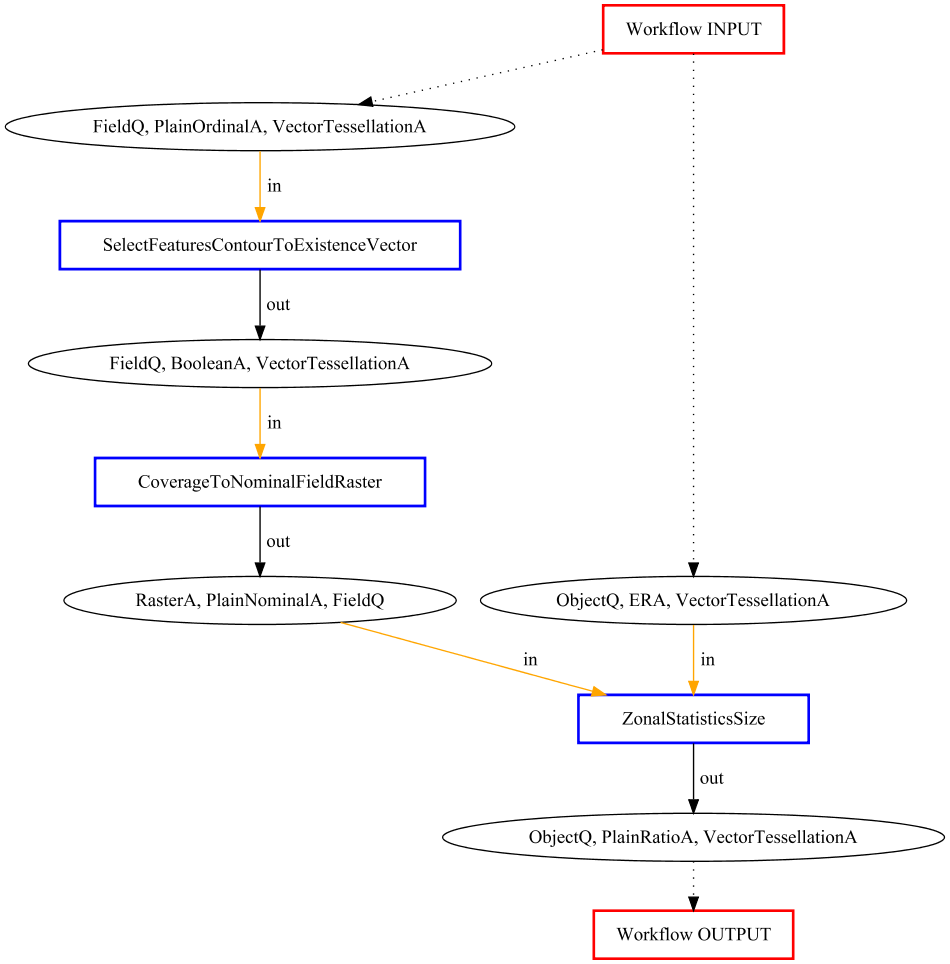 Workflow INPUT
FieldQ, PlainOrdinalA, VectorTessellationA
in
SelectFeaturesContourToExistenceVector
out
FieldQ, BooleanA, VectorTessellationA
in
CoverageToNominalFieldRaster
out
RasterA, PlainNominalA, FieldQ
ObjectQ, ERA, VectorTessellationA
in
in
ZonalStatisticsSize
out
ObjectQ, PlainRatioA, VectorTessellationA
Workflow OUTPUT